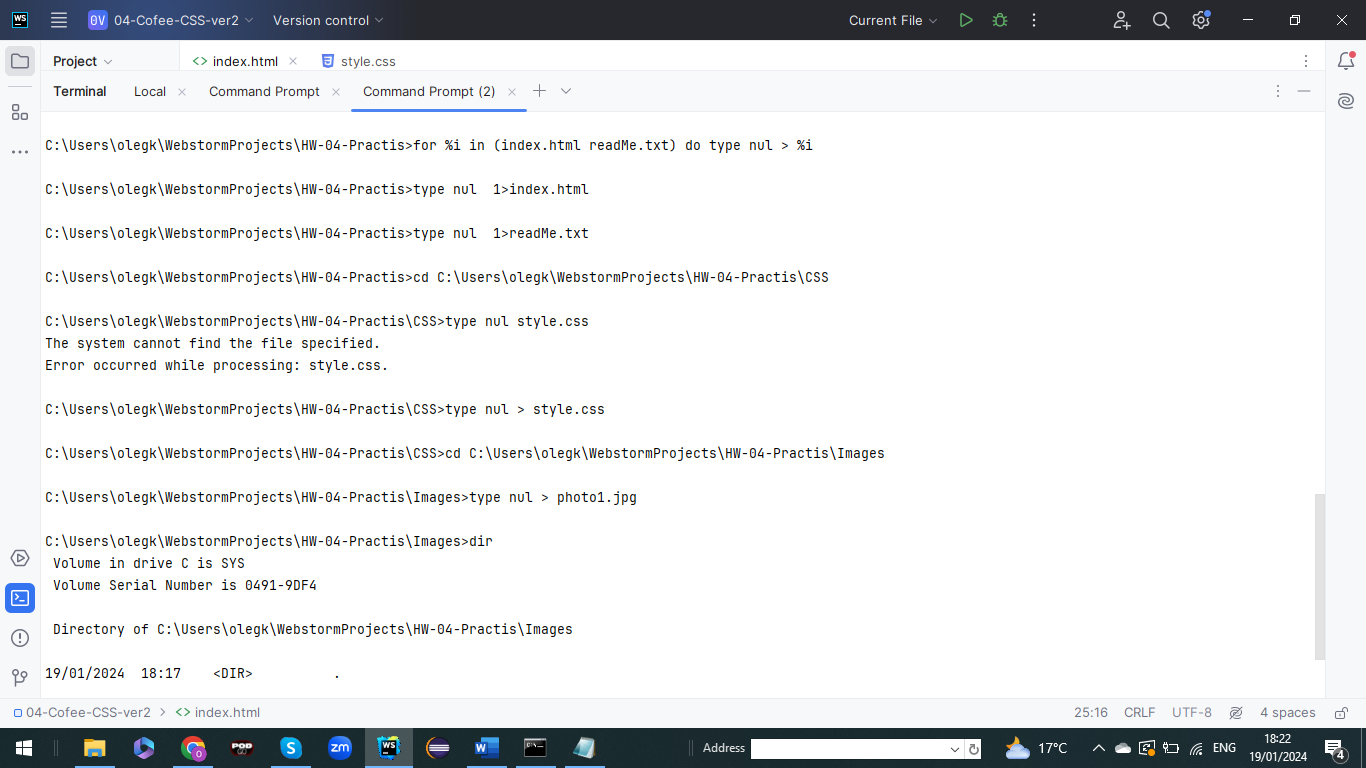 WS
0V 04-Cofee-CSS-ver2 Version control Current File
Project index.html style.css
Terminal Local Command Prompt Command Prompt (2)
C:\Users\olegk\WebstormProjects\HW-04-Practis>for %i in (index.html readMe.txt) do type nul > %i
C:\Users\olegk\WebstormProjects\HW-04-Practis>type nul  1>index.html
C:\Users\olegk\WebstormProjects\HW-04-Practis>type nul  1>readMe.txt
C:\Users\olegk\WebstormProjects\HW-04-Practis>cd C:\Users\olegk\WebstormProjects\HW-04-Practis\CSS
C:\Users\olegk\WebstormProjects\HW-04-Practis\CSS>type nul style.css
The system cannot find the file specified.
Error occurred while processing: style.css.
C:\Users\olegk\WebstormProjects\HW-04-Practis\CSS>type nul > style.css
C:\Users\olegk\WebstormProjects\HW-04-Practis\CSS>cd C:\Users\olegk\WebstormProjects\HW-04-Practis\Images
C:\Users\olegk\WebstormProjects\HW-04-Practis\Images>type nul > photo1.jpg
C:\Users\olegk\WebstormProjects\HW-04-Practis\Images>dir
Volume in drive C is SYS
Volume Serial Number is 0491-9DF4
Directory of C:\Users\olegk\WebstormProjects\HW-04-Practis\Images
19/01/2024  18:17    <DIR>          .
04-Cofee-CSS-ver2 > index.html 25:16 CRLF UTF-8 4 spaces
O POD S zm WS W Address 17°C ENG 18:22
19/01/2024 4